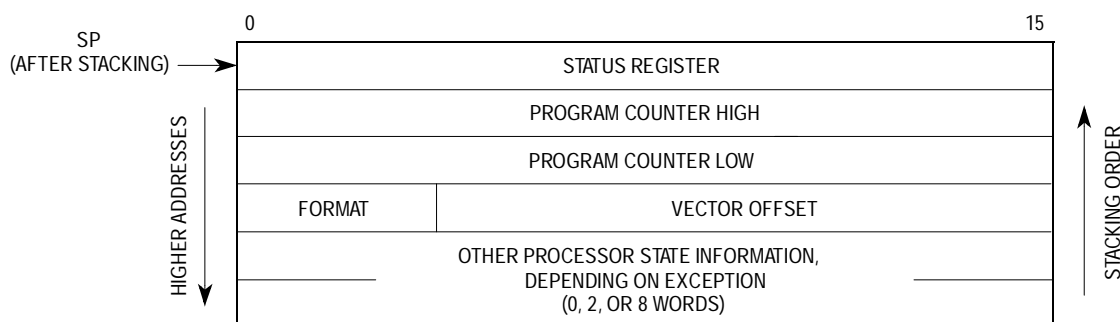 0 15
SP
(AFTER STACKING)
STATUS REGISTER
PROGRAM COUNTER HIGH
PROGRAM COUNTER LOW
FORMAT VECTOR OFFSET
OTHER PROCESSOR STATE INFORMATION,
DEPENDING ON EXCEPTION
(0, 2, OR 8 WORDS)
HIGHER ADDRESSES
STACKING ORDER